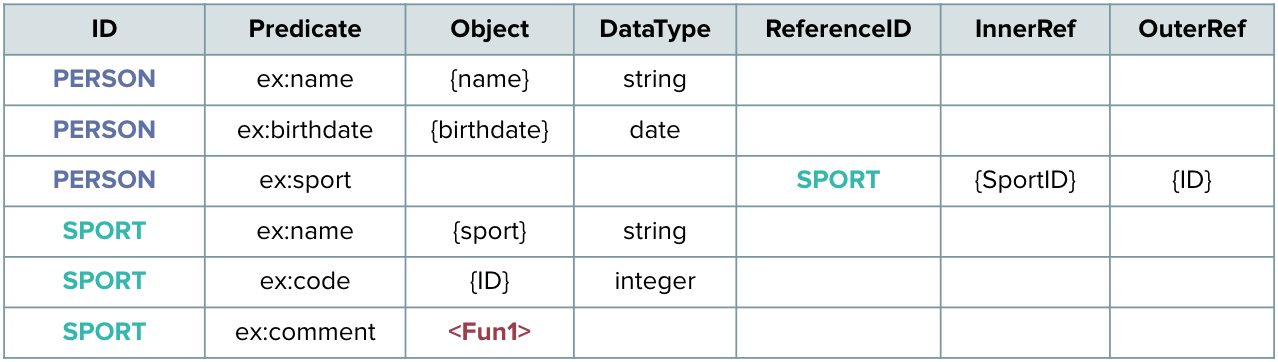 ID Predicate Object DataType ReferenceID InnerRef OuterRef
PERSON ex:name {name} string
PERSON ex:birthdate {birthdate} date
PERSON ex:sport SPORT {SportID} {ID}
SPORT ex:name {sport} string
SPORT ex:code {ID} integer
SPORT ex:comment <Fun1>